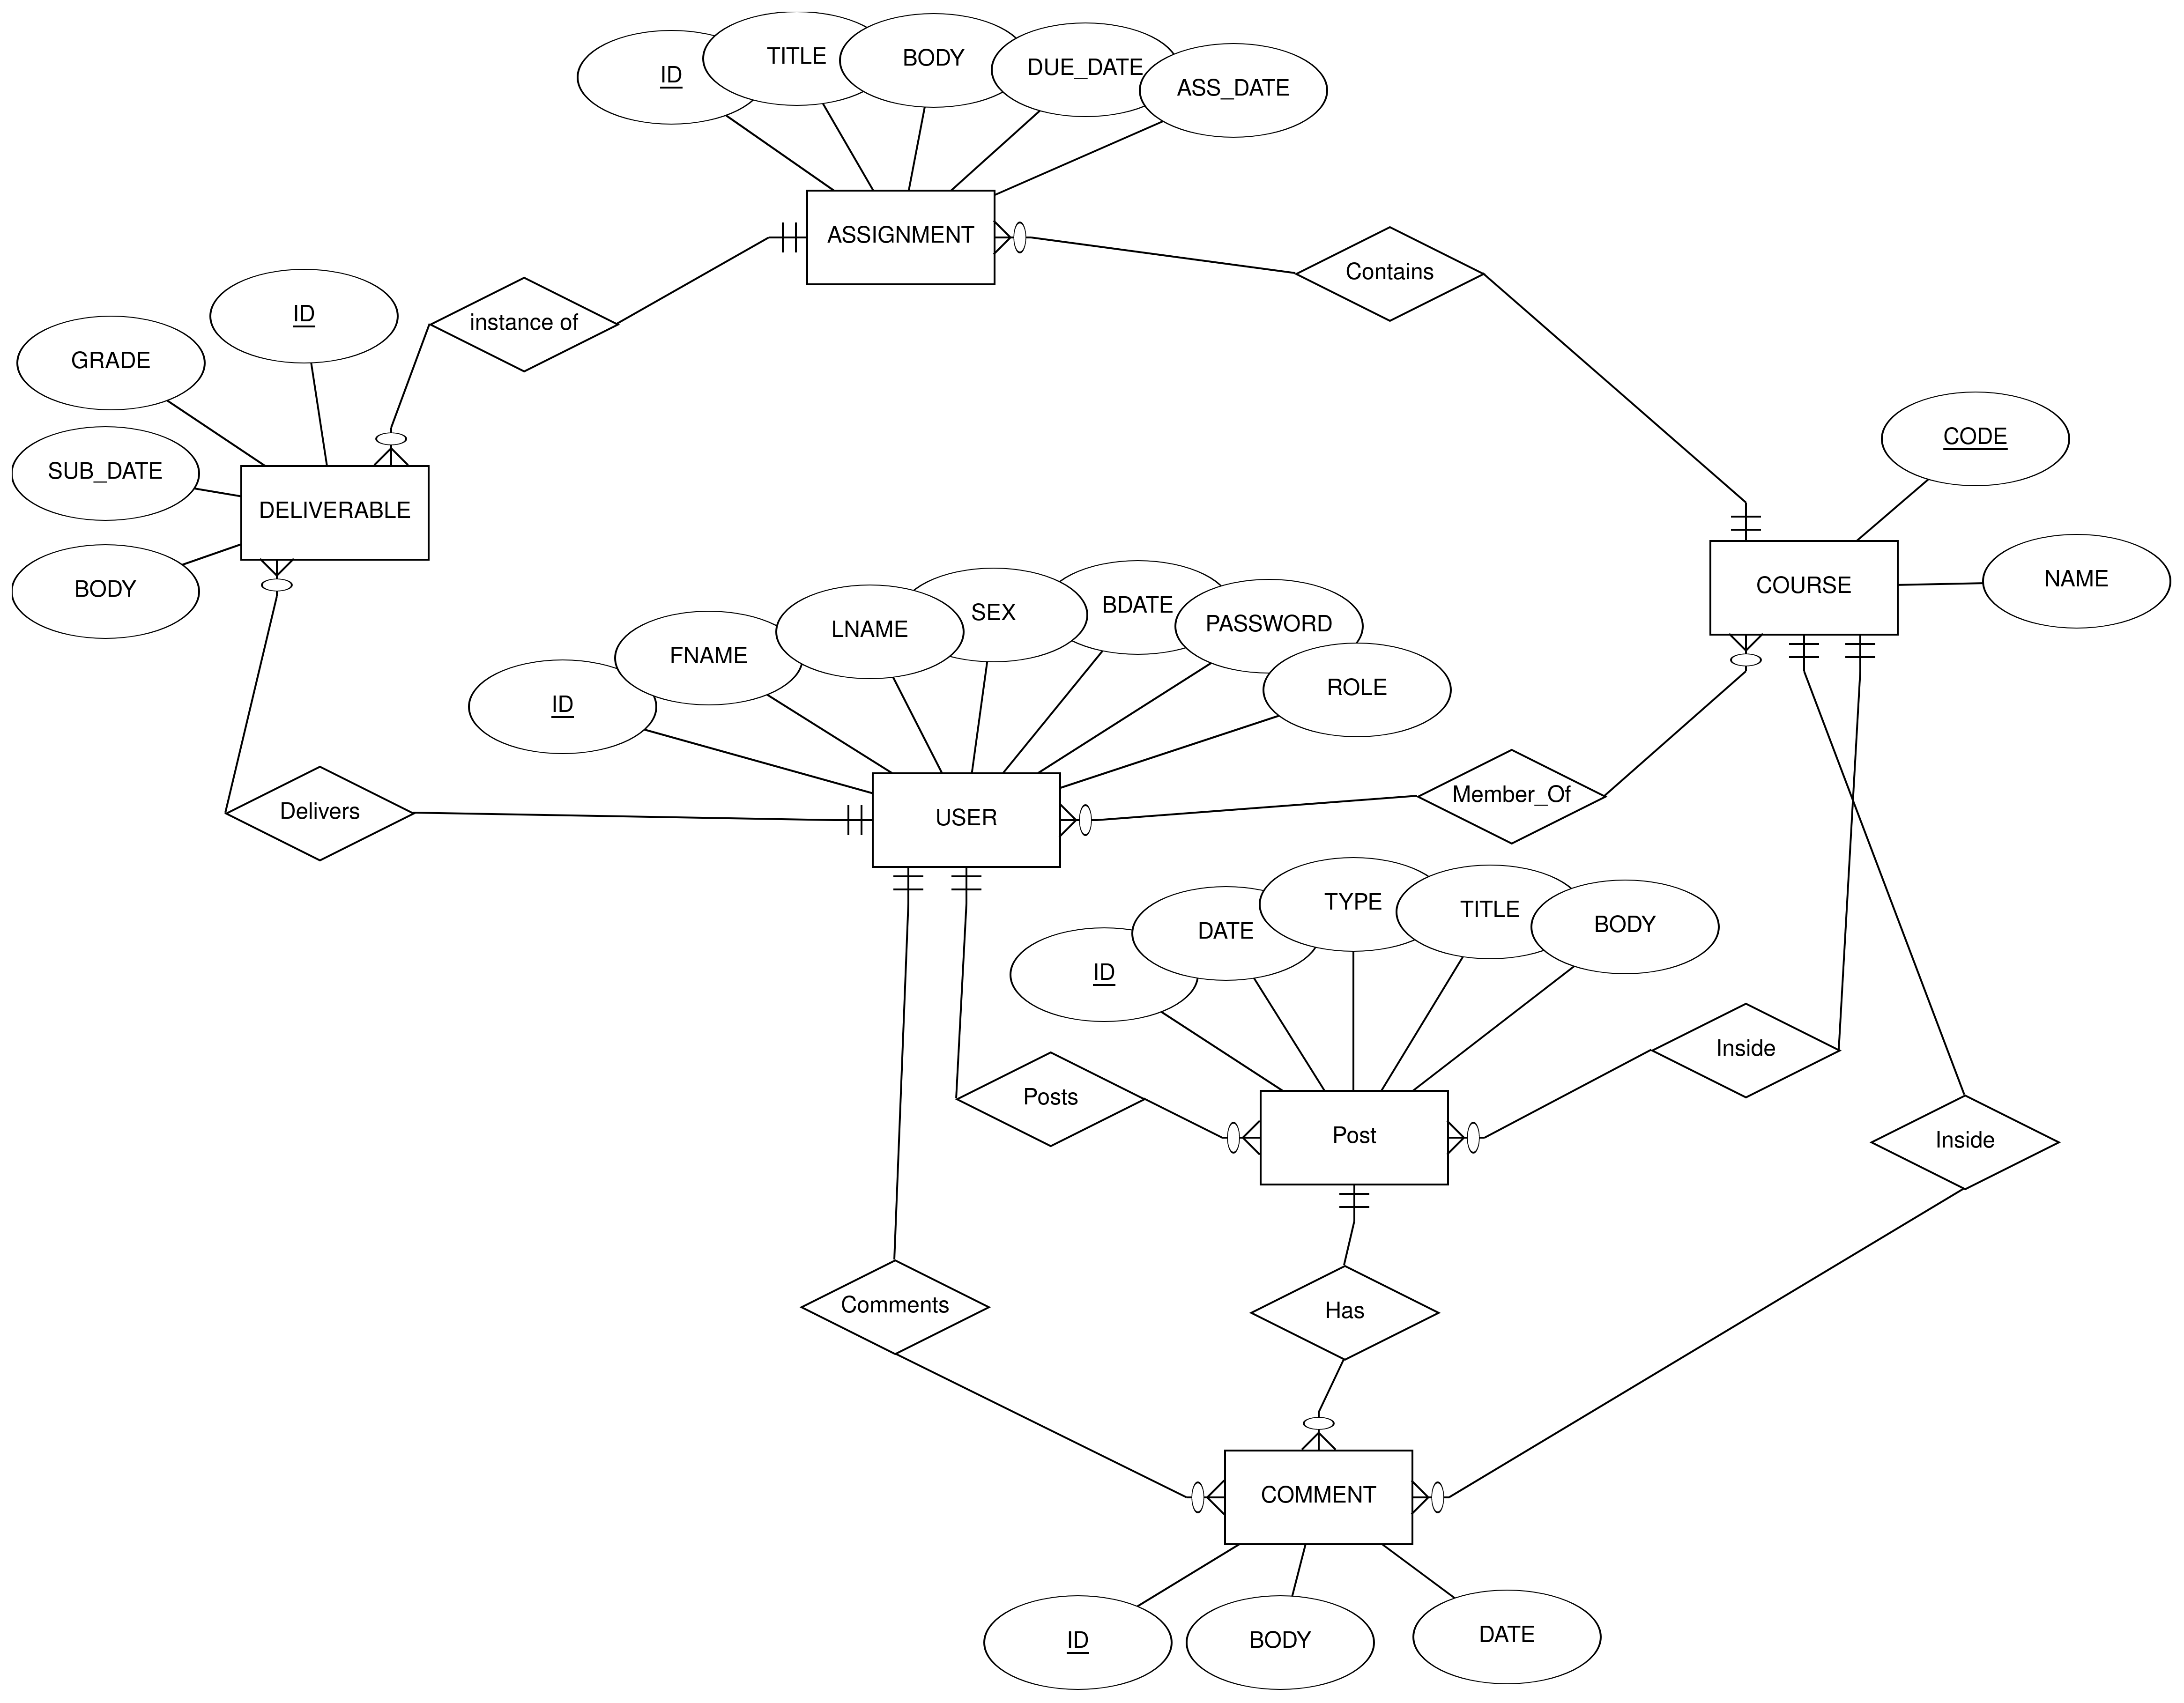 ID
TITLE
BODY
DUE_DATE
ASS_DATE
ASSIGNMENT
Contains
instance of
ID
GRADE
SUB_DATE
BODY
DELIVERABLE
CODE
NAME
COURSE
ID
FNAME
LNAME
SEX
BDATE
PASSWORD
ROLE
USER
Delivers
Member_Of
ID
DATE
TYPE
TITLE
BODY
Posts
Post
Inside
Inside
Comments
Has
COMMENT
ID
BODY
DATE